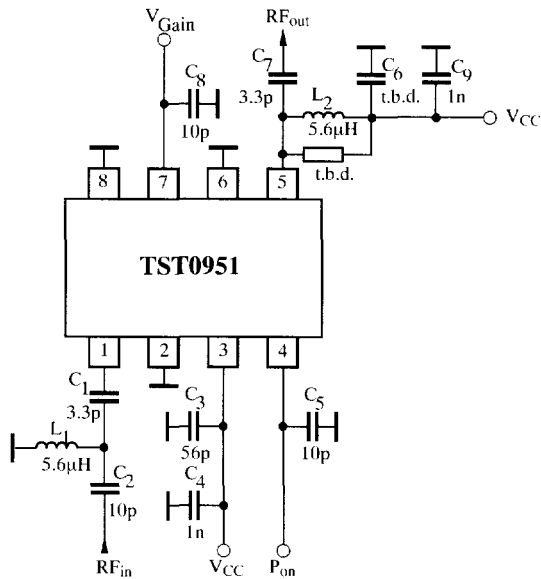 V_Gain
RF_out
C_8
10p
C_7
3.3p
C_6
t.b.d.
C_9
1n
L_2
5.6µH
V_CC
t.b.d.
8
7
6
5
TST0951
1
2
3
4
C_1
3.3p
L_1
5.6µH
C_2
10p
RF_in
C_3
56p
C_4
1n
V_CC
C_5
10p
P_on